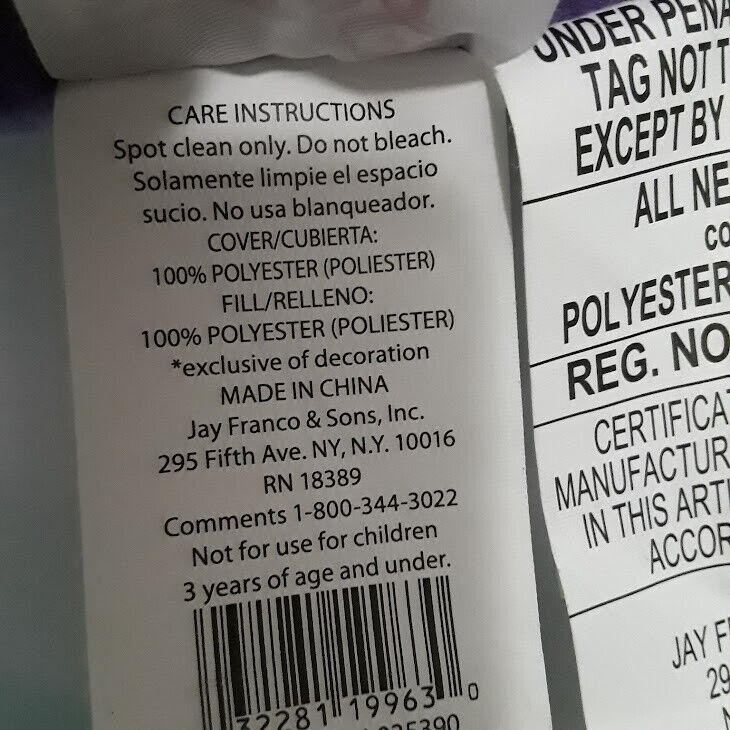 CARE INSTRUCTIONS
Spot clean only. Do not bleach.
Solamente limpie el espacio
sucio. No usa blanqueador.
COVER/CUBIERTA:
100% POLYESTER (POLIESTER)
FILL/RELLENO:
100% POLYESTER (POLIESTER)
*exclusive of decoration
MADE IN CHINA
Jay Franco & Sons, Inc.
295 Fifth Ave. NY, N.Y. 10016
RN 18389
Comments 1-800-344-3022
Not for use for children
3 years of age and under.
32281 19963 0
UNDER PENA
TAG NOT T
EXCEPT BY
ALL NE
CO
POLYESTER
REG. NO
CERTIFICA
MANUFACTUR
IN THIS ARTI
ACCOR
JAY F
29